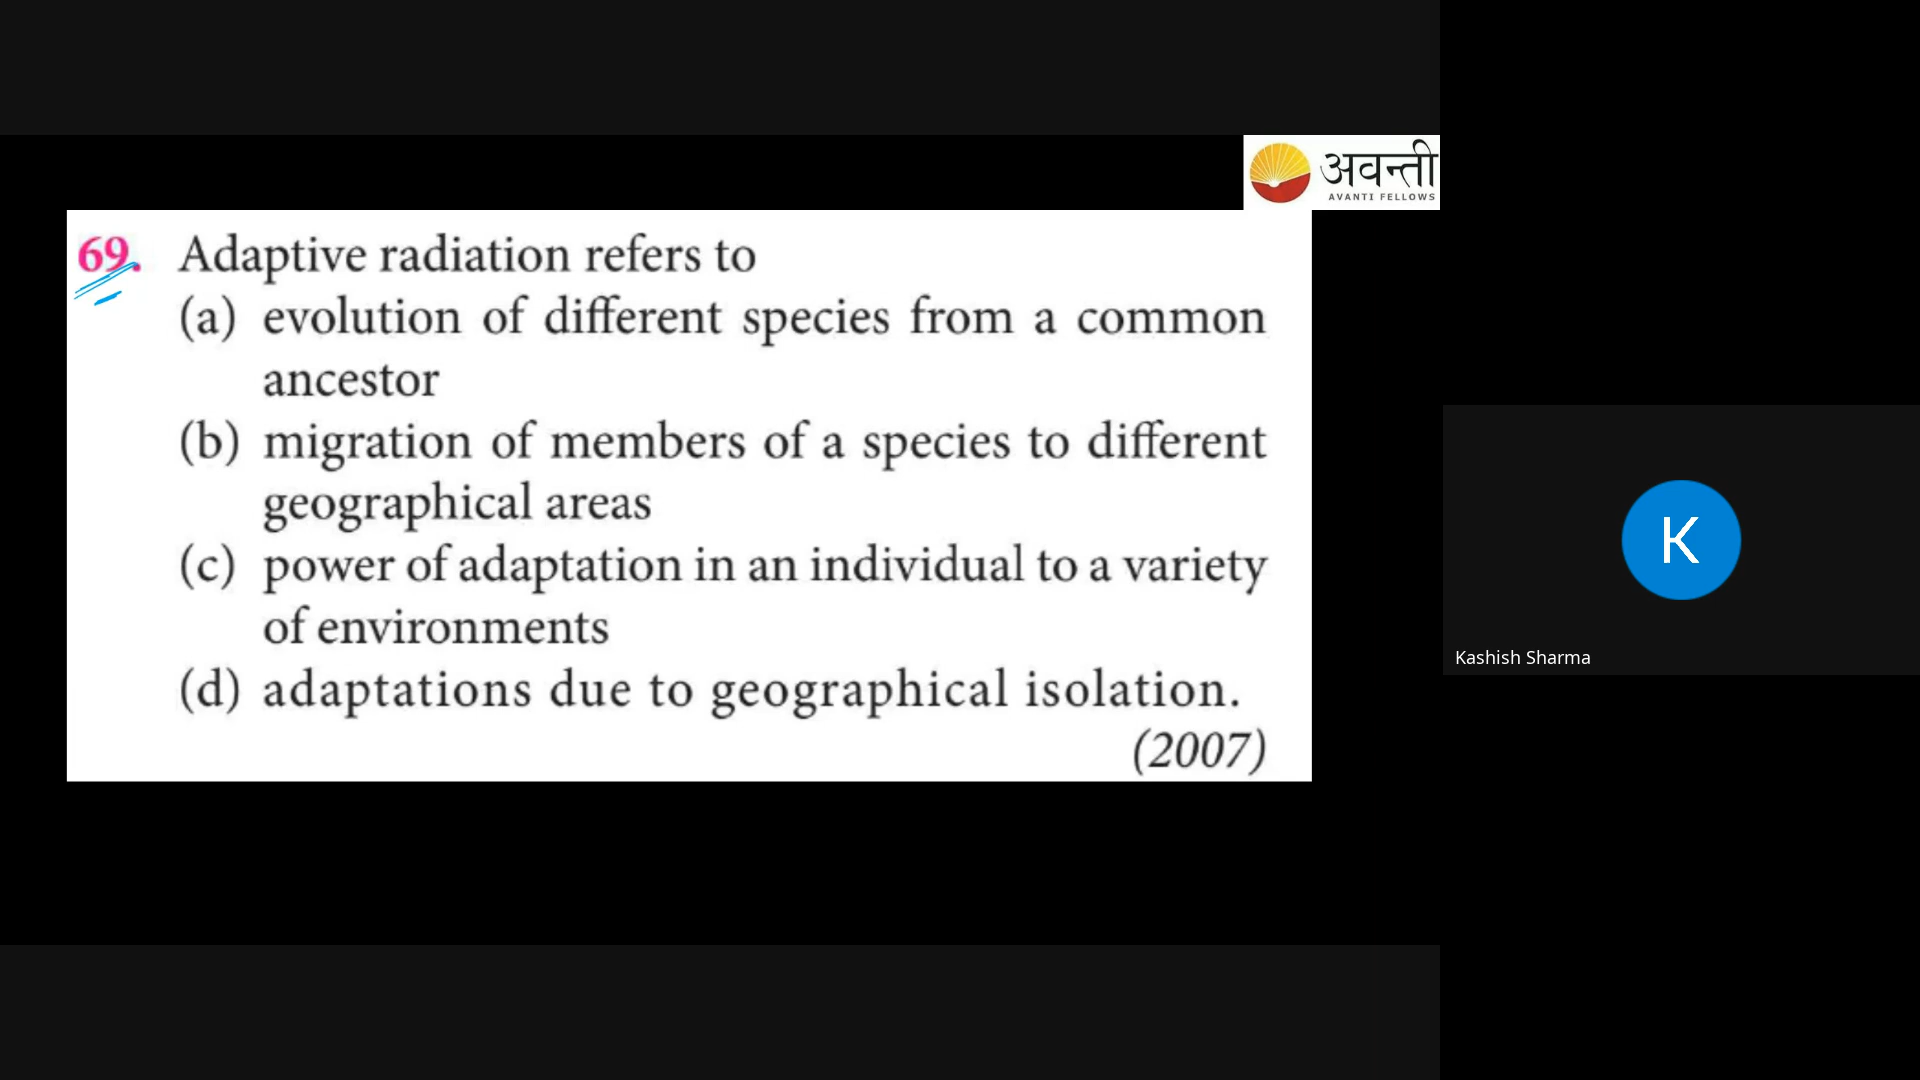 अवन्ती
AVANTI FELLOWS
69. Adaptive radiation refers to
(a) evolution of different species from a common
ancestor
(b) migration of members of a species to different
geographical areas
(c) power of adaptation in an individual to a variety
of environments
(d) adaptations due to geographical isolation.
(2007)
K
Kashish Sharma